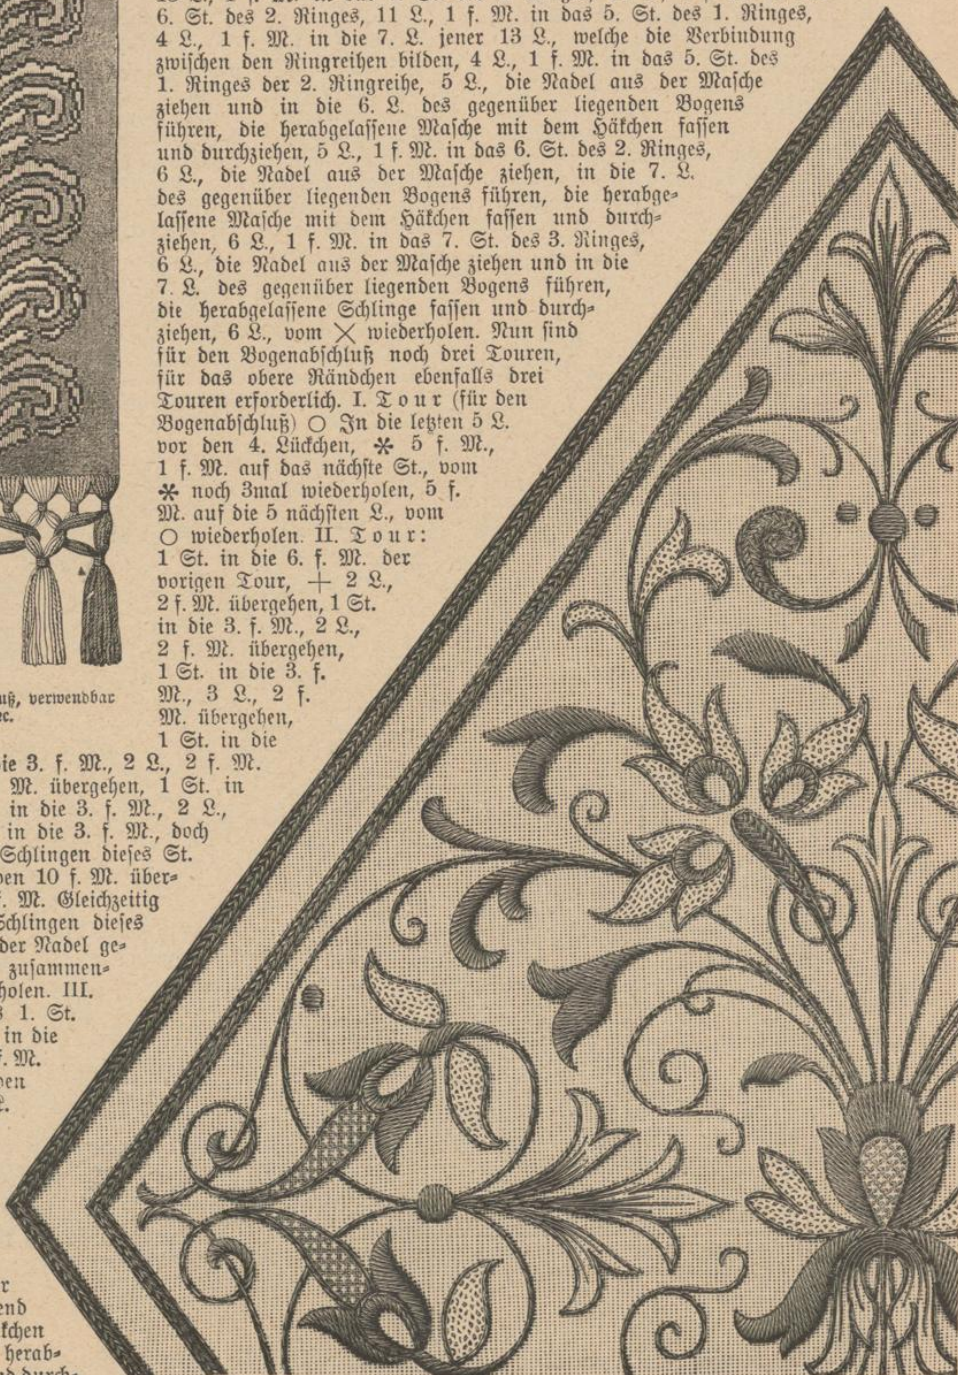 6. St. des 2. Ringes, 11 L., 1 f. M. in das 5. St. des 1. Ringes,
4 L., 1 f. M. in die 7. L. jener 13 L., welche die Verbindung
zwischen den Ringreihen bilden, 4 L., 1 f. M. in das 5. St. des
1. Ringes der 2. Ringreihe, 5 L., die Nadel aus der Masche
ziehen und in die 6. L. des gegenüber liegenden Bogens
führen, die herabgelassene Masche mit dem Häkchen fassen
und durchziehen, 5 L., 1 f. M. in das 6. St. des 2. Ringes,
6 L., die Nadel aus der Masche ziehen, in die 7. L.
des gegenüber liegenden Bogens führen, die herabge-
lassene Masche mit dem Häkchen fassen und durch-
ziehen, 6 L., 1 f. M. in das 7. St. des 3. Ringes,
6 L., die Nadel aus der Masche ziehen und in die
7. L. des gegenüber liegenden Bogens führen,
die herabgelassene Schlinge fassen und durch-
ziehen, 6 L., vom ╳ wiederholen. Nun sind
für den Bogenabschluß noch drei Touren,
für das obere Rändchen ebenfalls drei
Touren erforderlich. I. Tour (für den
Bogenabschluß) ○ In die letzten 5 L.
vor den 4. Lückchen, ✻ 5 f. M.,
1 f. M. auf das nächste St., vom
✻ noch 3mal wiederholen, 5 f.
M. auf die 5 nächsten L., vom
○ wiederholen. II. Tour:
1 St. in die 6. f. M. der
vorigen Tour, + 2 L.,
2 f. M. übergehen, 1 St.
in die 3. f. M., 2 L.,
2 f. M. übergehen,
1 St. in die 3. f.
M., 3 L., 2 f.
M. übergehen,
1 St. in die
uß, verwendbar
ec.
ie 3. f. M., 2 L., 2 f. M.
M. übergehen, 1 St. in
in die 3. f. M., 2 L.,
in die 3. f. M., doch
Schlingen dieses St.
ben 10 f. M. über-
f. M. Gleichzeitig
Schlingen dieses
der Nadel ge-
zusammen-
holen. III.
s 1. St.
in die
f. M.
ben
L.
r
end
kchen
herab-
nd durch-